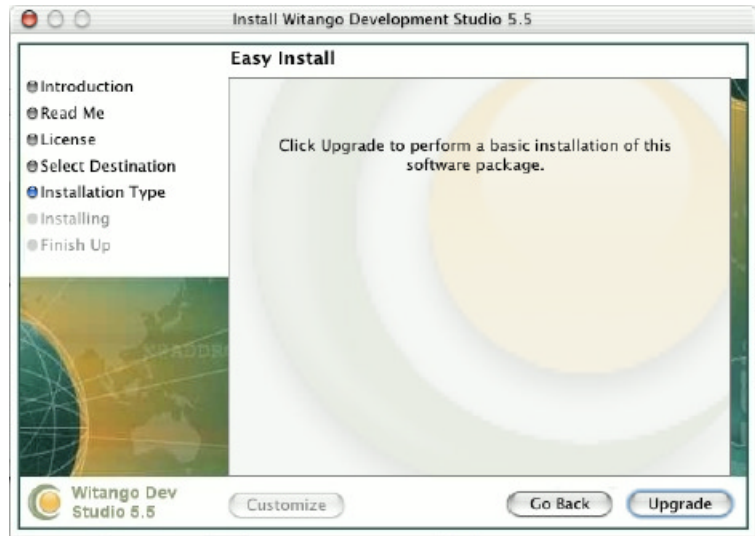 Install Witango Development Studio 5.5
Easy Install
Introduction
Read Me
License
Select Destination
Installation Type
Installing
Finish Up
Click Upgrade to perform a basic installation of this
software package.
Witango Dev
Studio 5.5
Customize
Go Back
Upgrade